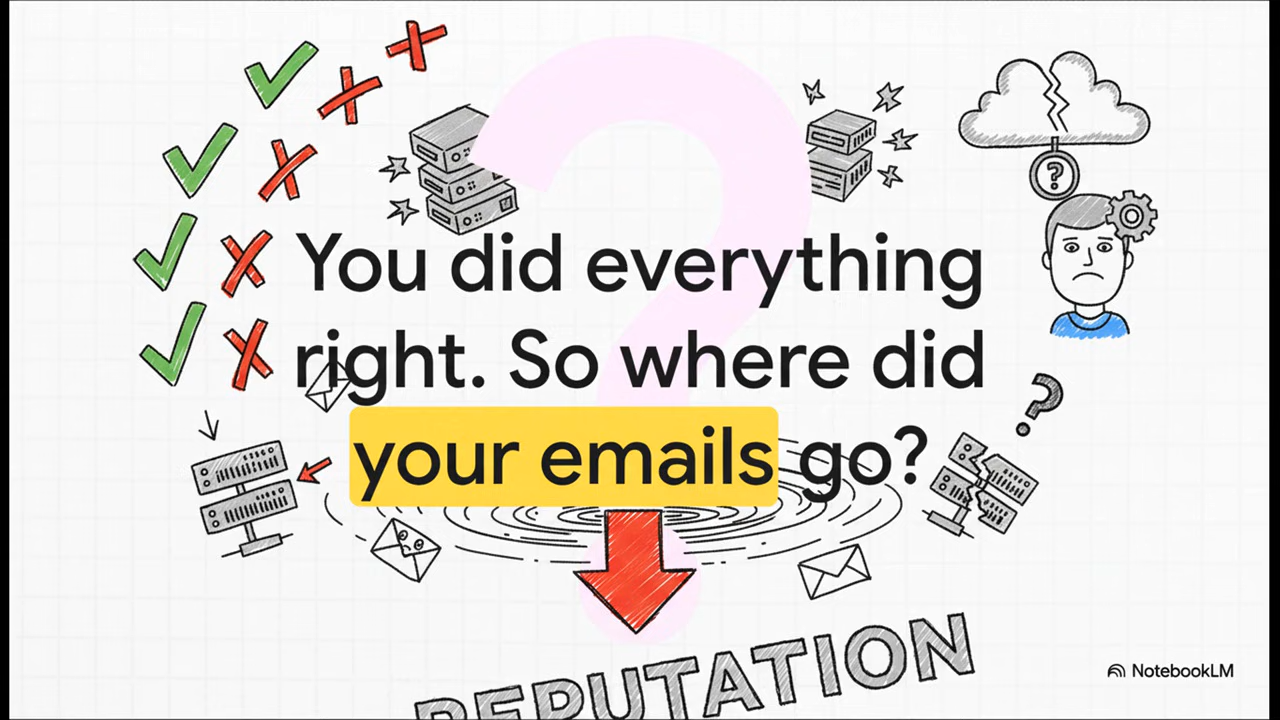 You did everything
right. So where did
your emails go?
REPUTATION
NotebookLM